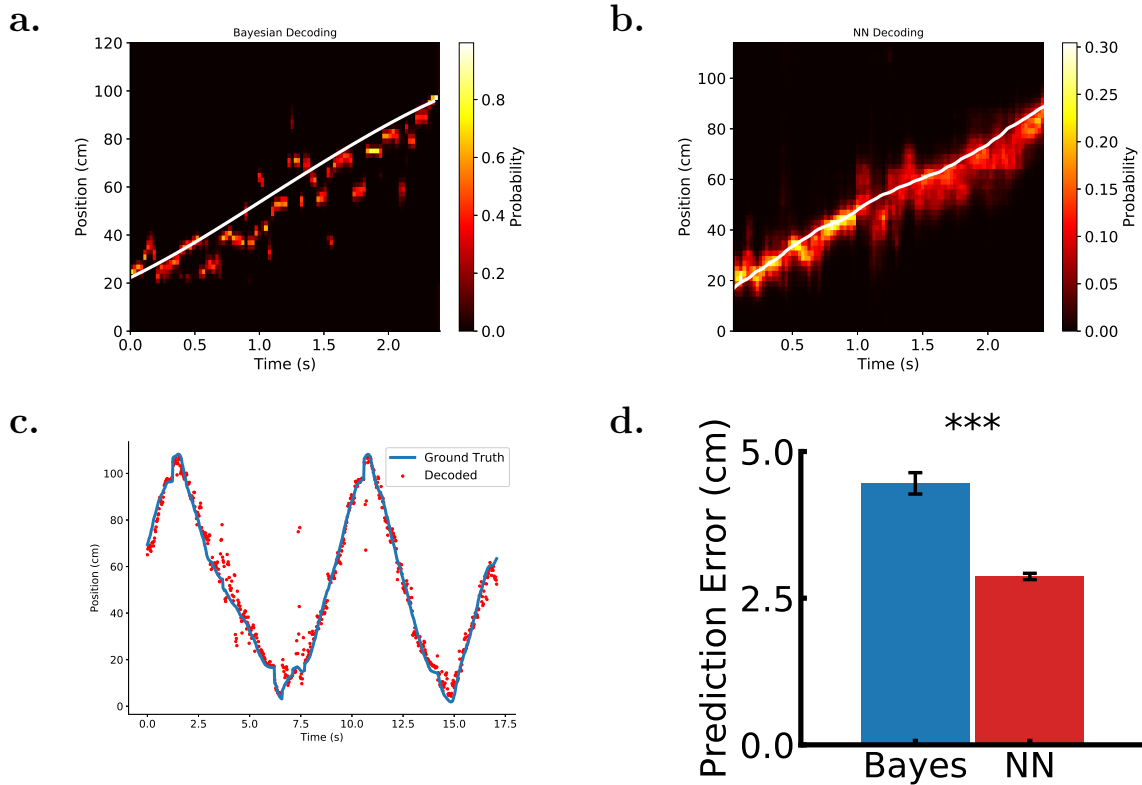 a.
Bayesian Decoding
120
100
80
60
40
20
0
Position (cm)
0.0 0.5 1.0 1.5 2.0
Time (s)
0.8
0.6
0.4
0.2
0.0
Probability
b.
NN Decoding
100
80
60
40
20
0
Position (cm)
0.5 1.0 1.5 2.0
Time (s)
0.30
0.25
0.20
0.15
0.10
0.05
0.00
Probability
c.
Ground Truth
Decoded
100
80
60
40
20
0
Position (cm)
0.0 2.5 5.0 7.5 10.0 12.5 15.0 17.5
Time (s)
d.
***
5.0
2.5
0.0
Prediction Error (cm)
Bayes NN